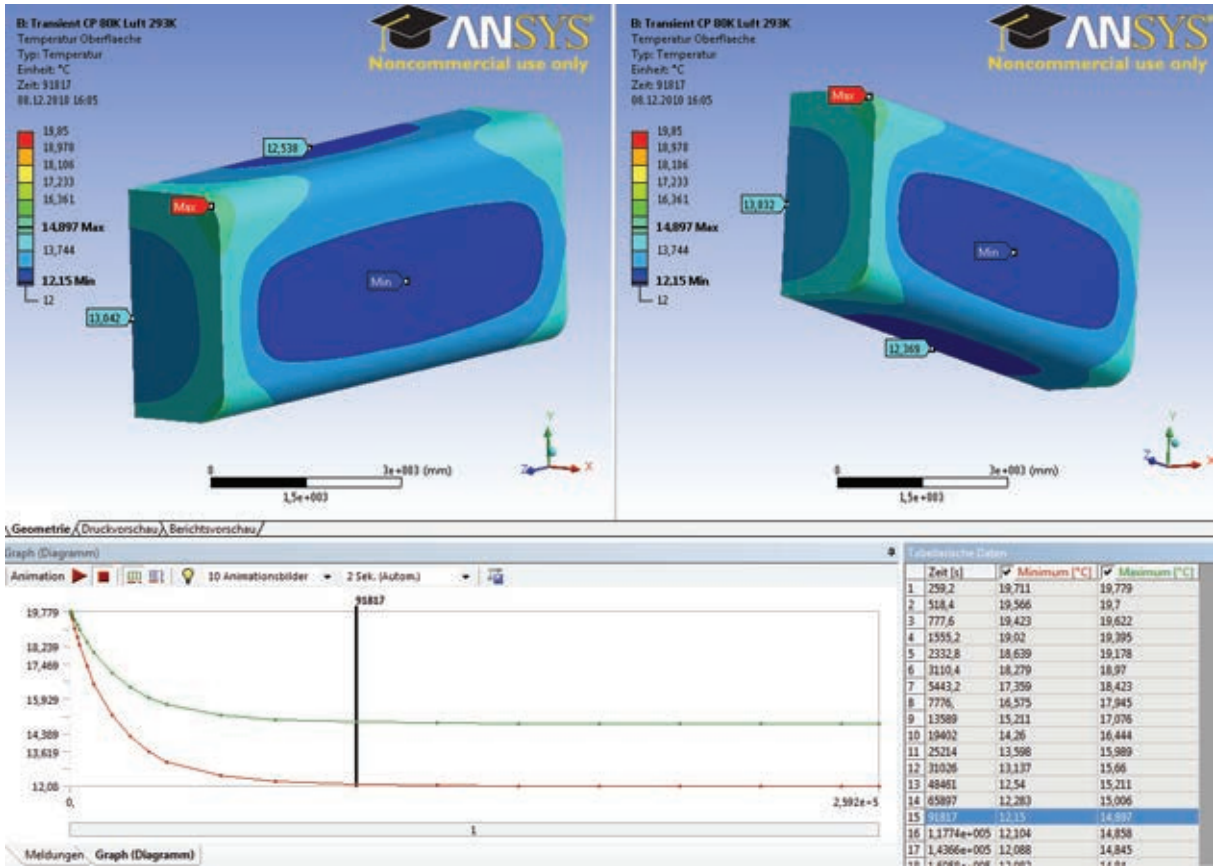 B: Transient CP 80K Luft 293K
Temperatur Oberflaeche
Typ: Temperatur
Einheit: °C
Zeit: 91817
08.12.2010 16:05
ANSYS
Noncommercial use only
19,85
18,978
18,106
17,233
16,361
14,897 Max
13,744
12,15 Min
12
12,538
Max
Min
13,042
0
3e+003 (mm)
1,5e+003
Y
Z
X
B: Transient CP 80K Luft 293K
Temperatur Oberflaeche
Typ: Temperatur
Einheit: °C
Zeit: 91817
08.12.2010 16:05
ANSYS
Noncommercial use only
19,85
18,978
18,106
17,233
16,361
14,897 Max
13,744
12,15 Min
12
Max
13,032
Min
12,369
0
3e+003 (mm)
1,5e+003
Y
Z
X
Geometrie Druckvorschau Berichtsvorschau
Graph (Diagramm)
Animation 10 Animationsbilder 2 Sek. (Autom.)
91817
19,779
18,239
17,469
15,929
14,389
13,619
12,08
0,
2,592e+5
1
Meldungen Graph (Diagramm)
Tabellarische Daten
Zeit [s] Minimum [°C] Maximum [°C]
1 259,2 19,711 19,779
2 518,4 19,566 19,7
3 777,6 19,423 19,622
4 1555,2 19,02 19,395
5 2332,8 18,639 19,178
6 3110,4 18,279 18,97
7 5443,2 17,359 18,423
8 7776, 16,575 17,945
9 13589 15,211 17,076
10 19402 14,26 16,444
11 25214 13,598 15,989
12 31026 13,137 15,66
13 48461 12,54 15,211
14 65897 12,283 15,006
15 91817 12,15 14,897
16 1,1774e+005 12,104 14,858
17 1,4366e+005 12,088 14,845